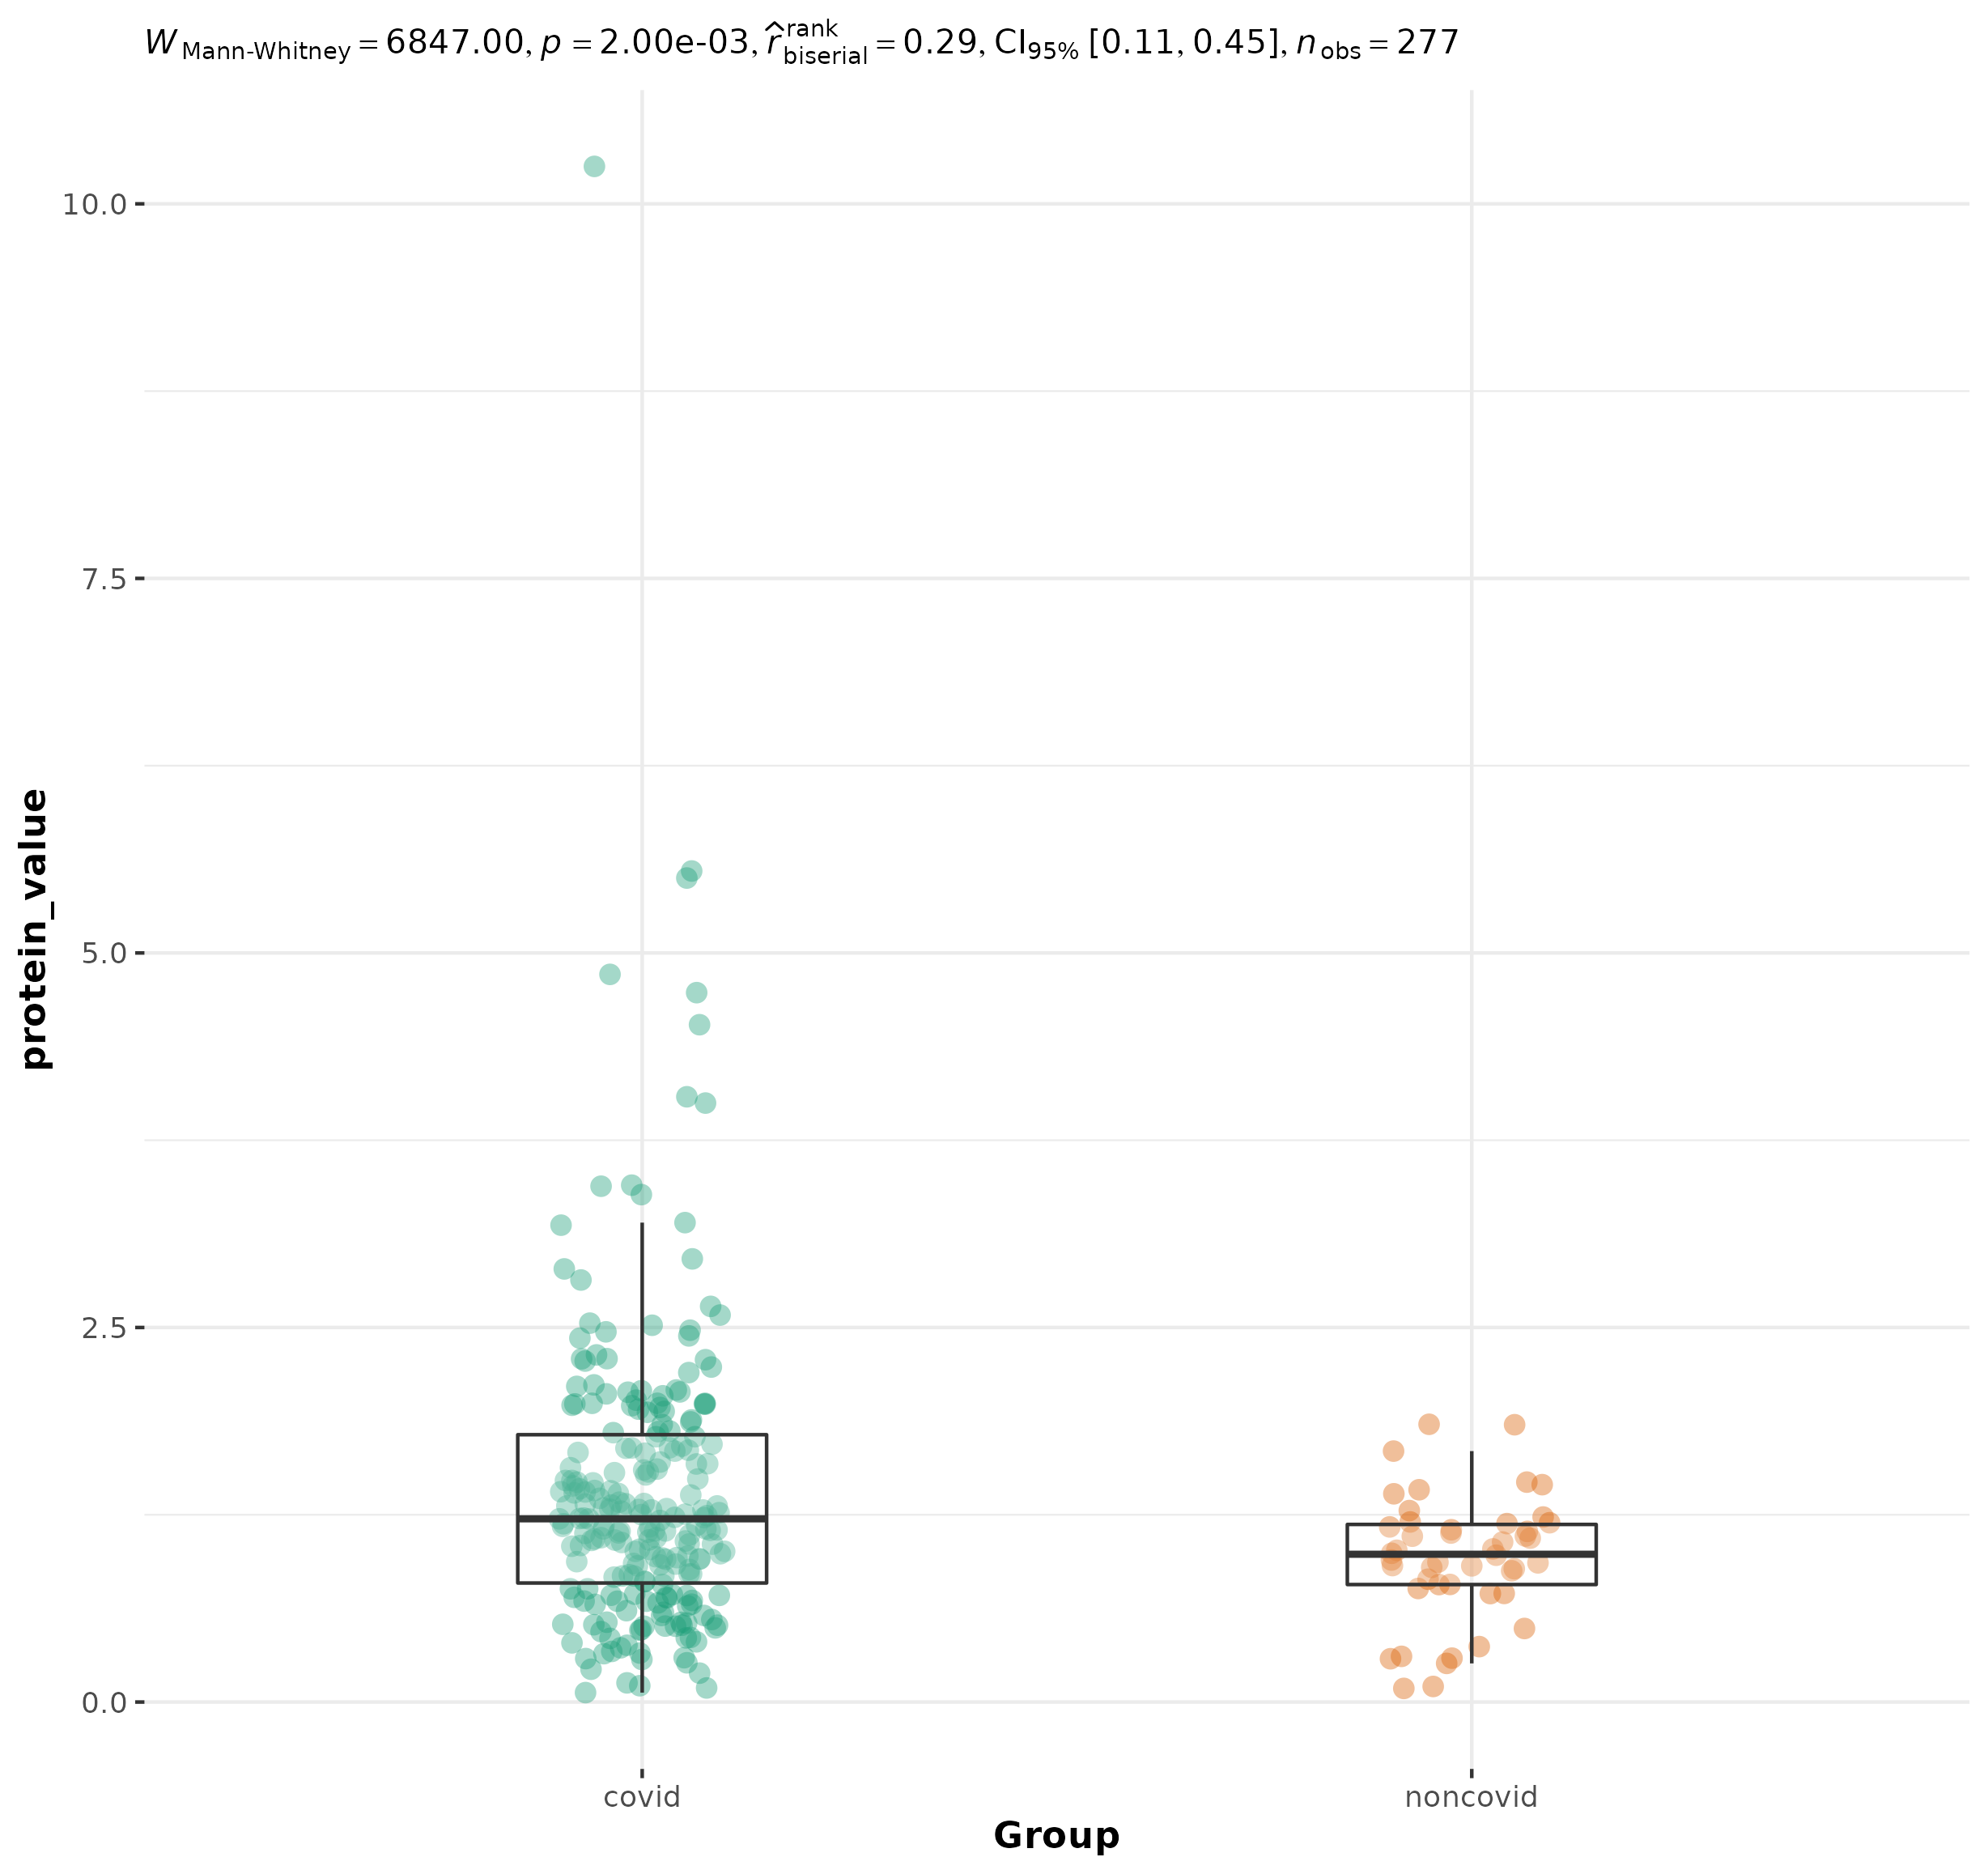 W Mann-Whitney = 6847.00, p = 2.00e-03, r̂ rank biserial = 0.29, CI95% [0.11, 0.45], nobs = 277
10.0
7.5
5.0
2.5
0.0
protein_value
covid noncovid
Group